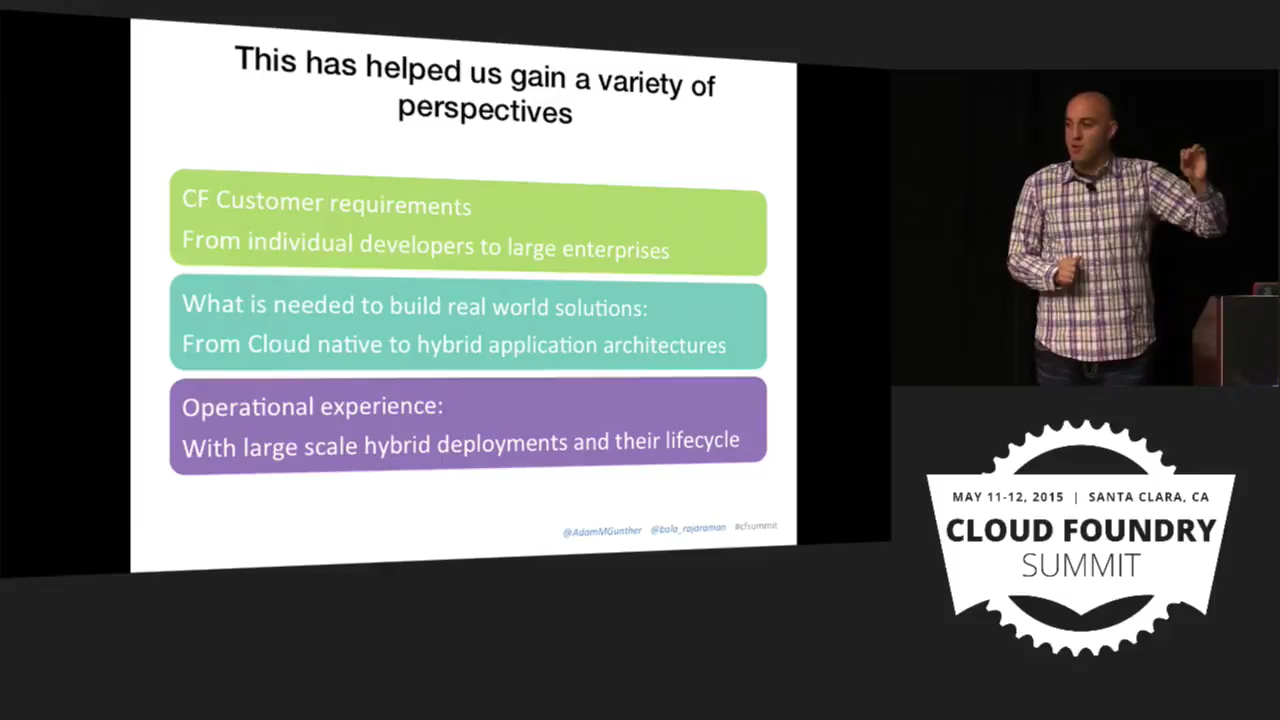 This has helped us gain a variety of
perspectives
CF Customer requirements
From individual developers to large enterprises
What is needed to build real world solutions:
From Cloud native to hybrid application architectures
Operational experience:
With large scale hybrid deployments and their lifecycle
@AdamMGunther @bala_rajaraman #cfsummit
MAY 11-12, 2015 | SANTA CLARA, CA
CLOUD FOUNDRY
SUMMIT